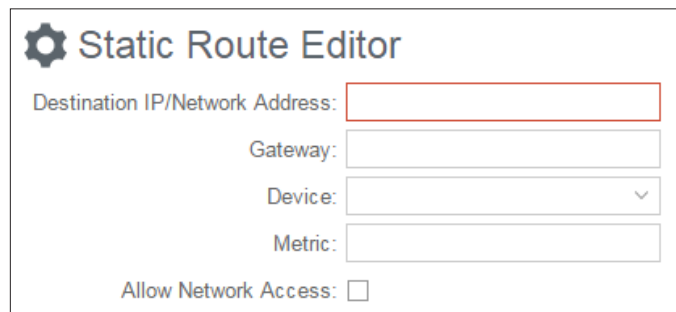 Static Route Editor
Destination IP/Network Address:
Gateway:
Device:
Metric:
Allow Network Access: